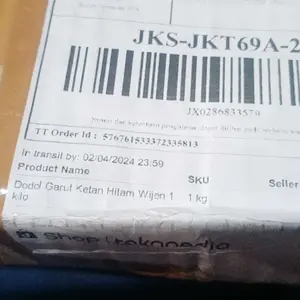 JKS-JKT69A-2
JX0286833579
TT Order Id : 576761533372335813
In transit by: 02/04/2024 23:59
Product Name SKU Seller
Dodol Garut Ketan Hitam Wijen 1 1 kg
kilo
Shop | tokopedia